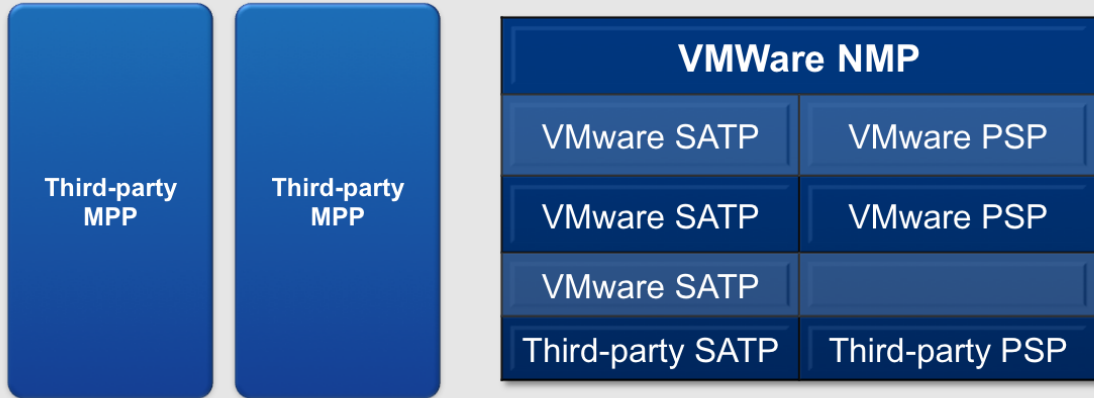 Third-party
MPP
Third-party
MPP
VMWare NMP
VMware SATP
VMware PSP
VMware SATP
VMware PSP
VMware SATP
Third-party SATP
Third-party PSP